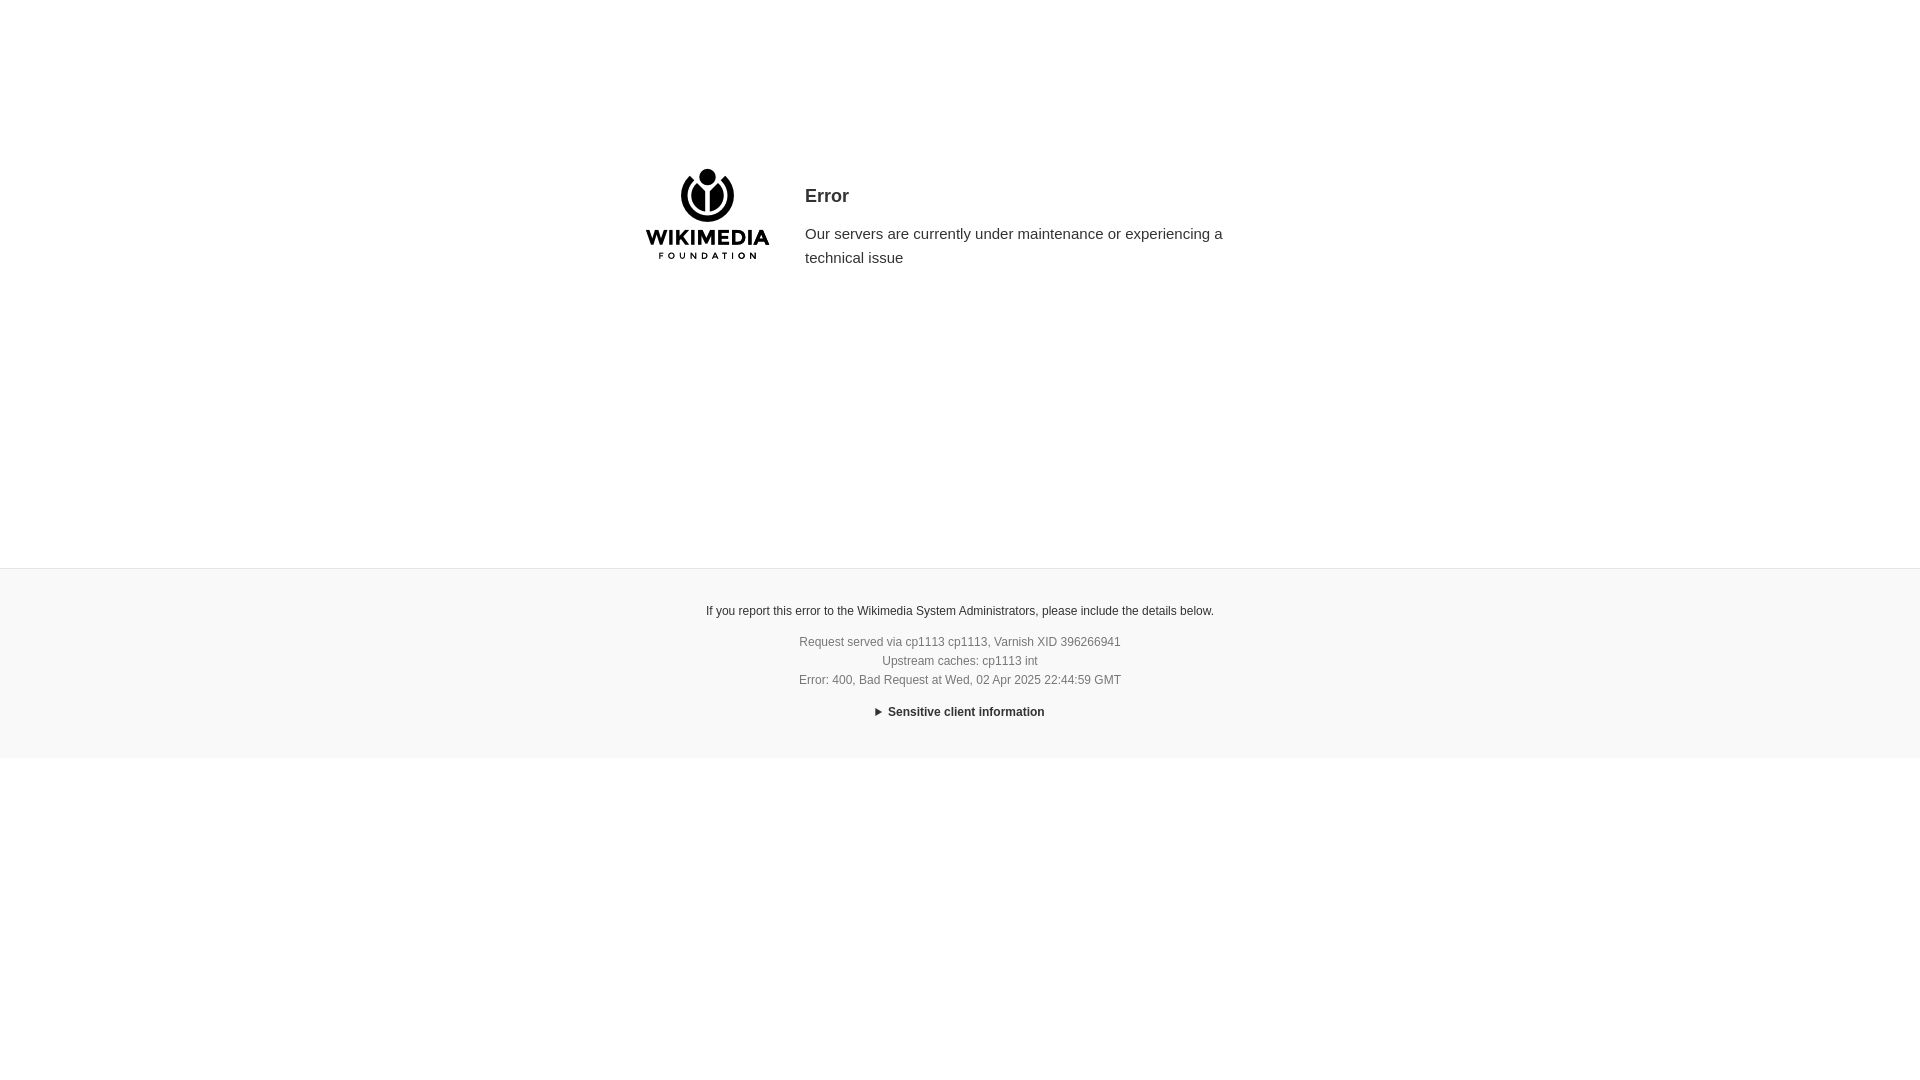 WIKIMEDIA
FOUNDATION
Error
Our servers are currently under maintenance or experiencing a
technical issue
If you report this error to the Wikimedia System Administrators, please include the details below.
Request served via cp1113 cp1113, Varnish XID 396266941
Upstream caches: cp1113 int
Error: 400, Bad Request at Wed, 02 Apr 2025 22:44:59 GMT
Sensitive client information